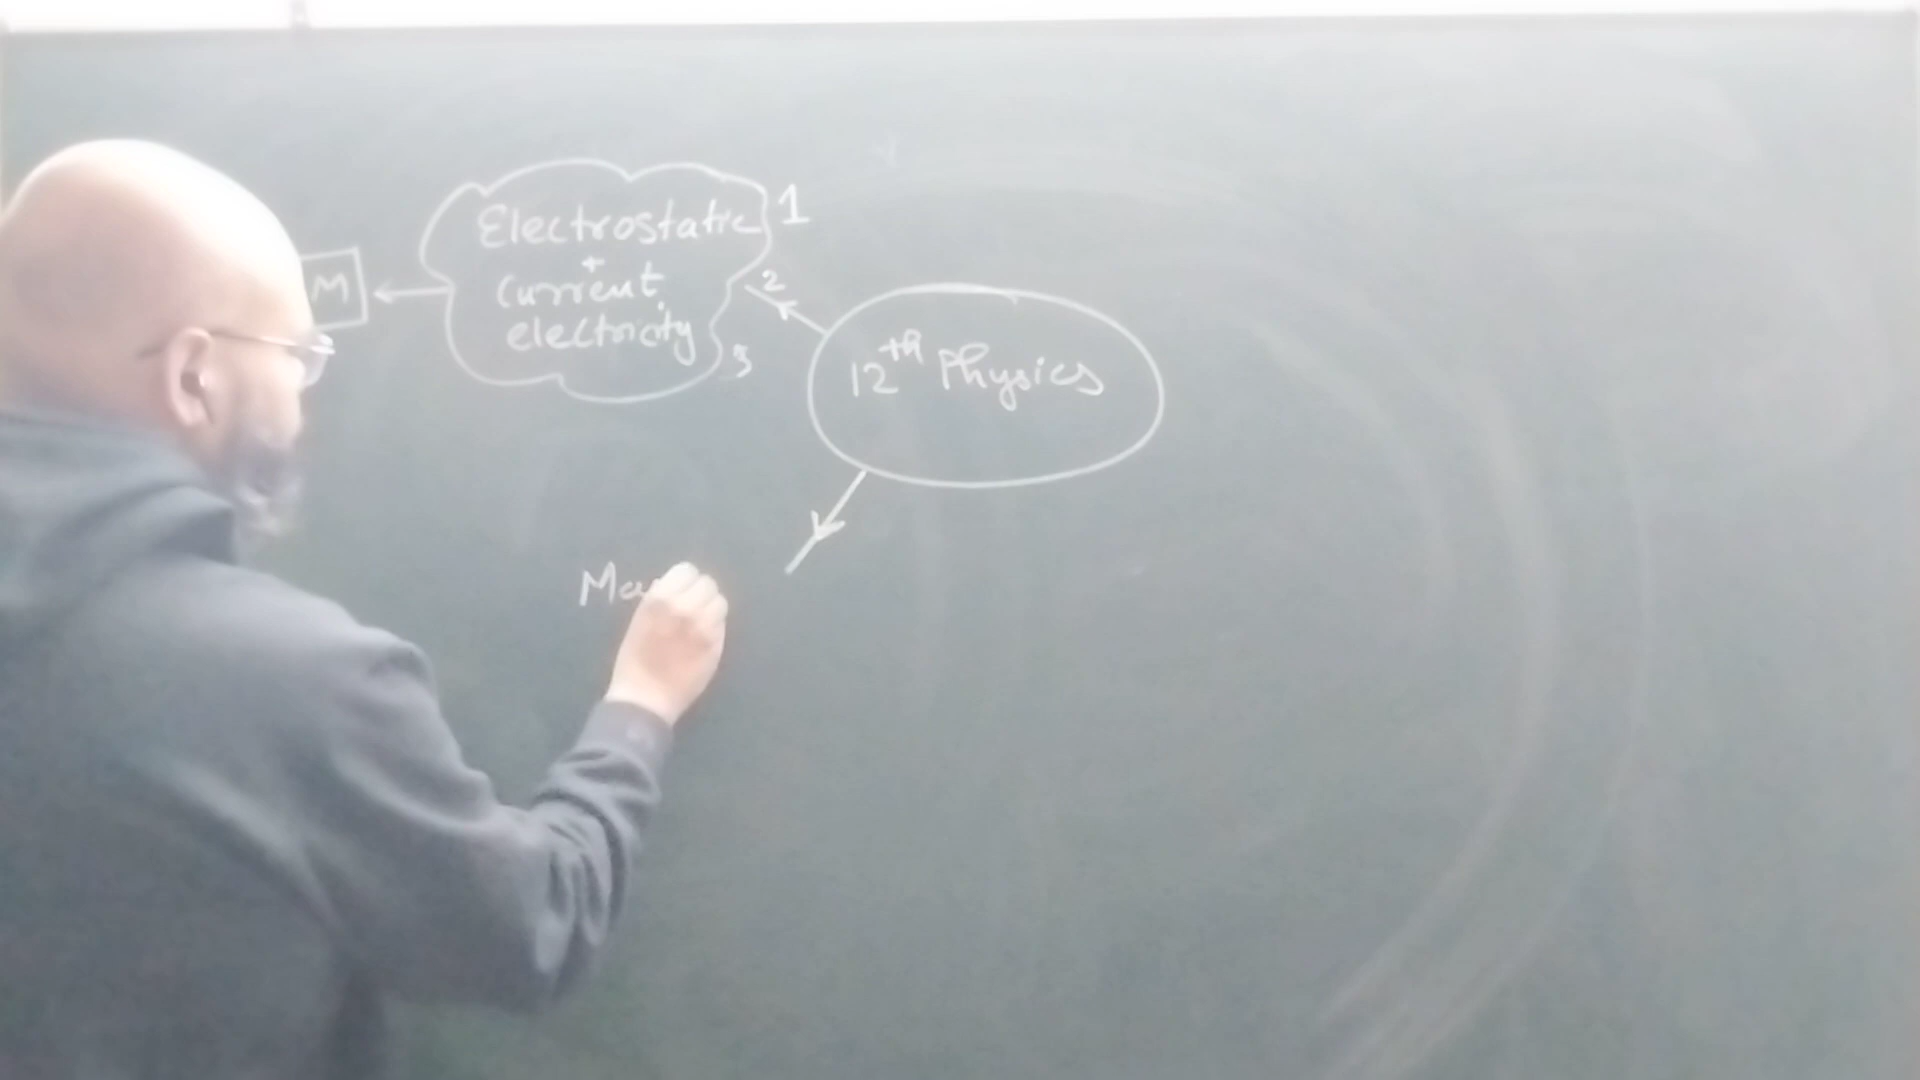 Electrostatic 1
+
current 2
electricity 3
M
12th Physics
Ma